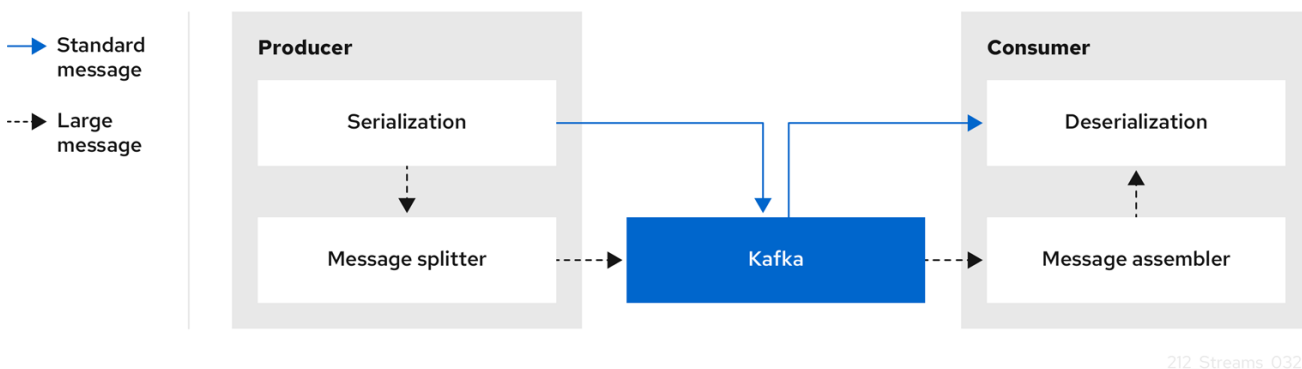 Standard
message
Large
message
Producer
Serialization
Message splitter
Kafka
Consumer
Deserialization
Message assembler
212 Streams 032